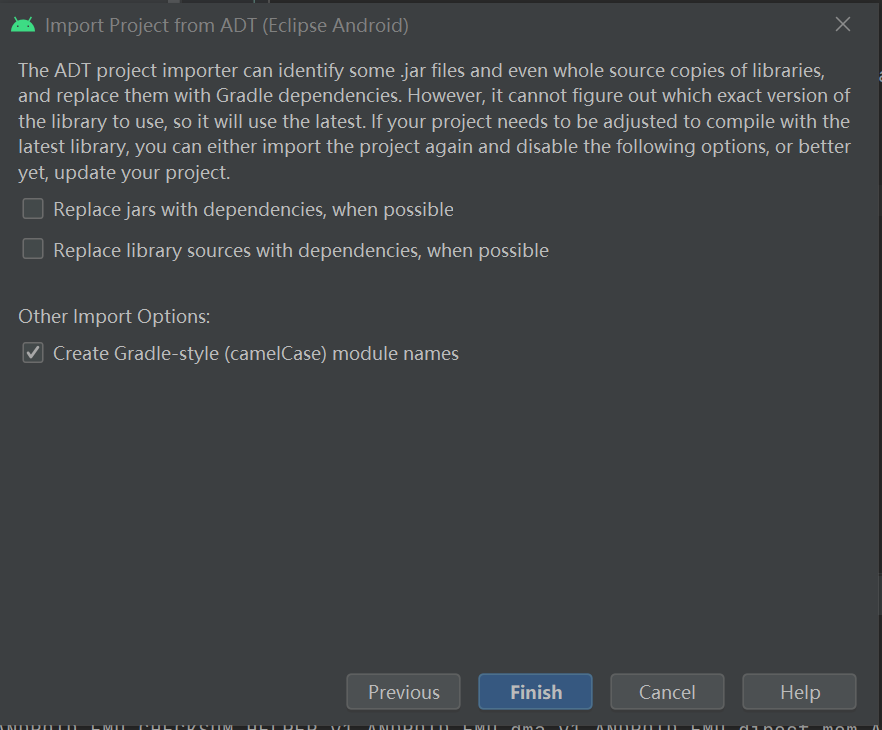 Import Project from ADT (Eclipse Android)
The ADT project importer can identify some .jar files and even whole source copies of libraries,
and replace them with Gradle dependencies. However, it cannot figure out which exact version of
the library to use, so it will use the latest. If your project needs to be adjusted to compile with the
latest library, you can either import the project again and disable the following options, or better
yet, update your project.
Replace jars with dependencies, when possible
Replace library sources with dependencies, when possible
Other Import Options:
Create Gradle-style (camelCase) module names
Previous Finish Cancel Help
ANDROID_EMU_CHECKSUM_HELPER_v1 ANDROID_EMU_dma_v1 ANDROID_EMU_direct_mem